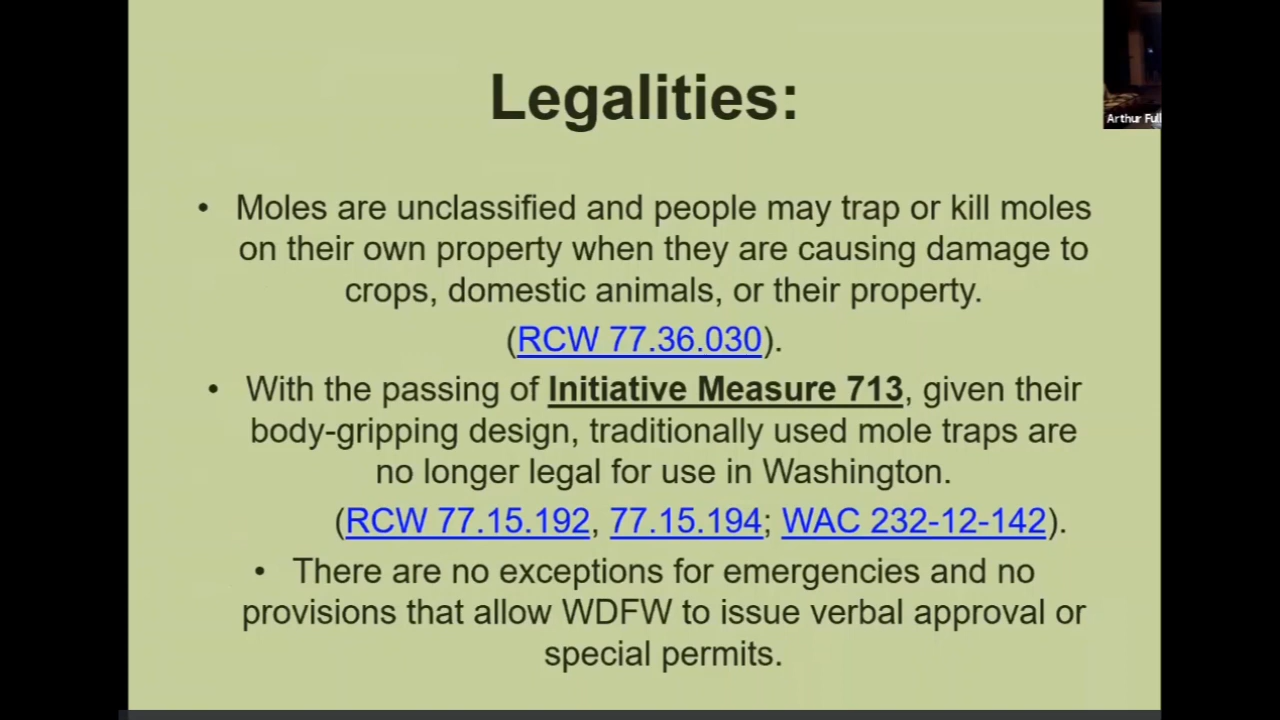 Legalities:
Arthur Ful
• Moles are unclassified and people may trap or kill moles
on their own property when they are causing damage to
crops, domestic animals, or their property.
(RCW 77.36.030).
• With the passing of Initiative Measure 713, given their
body-gripping design, traditionally used mole traps are
no longer legal for use in Washington.
(RCW 77.15.192, 77.15.194; WAC 232-12-142).
• There are no exceptions for emergencies and no
provisions that allow WDFW to issue verbal approval or
special permits.